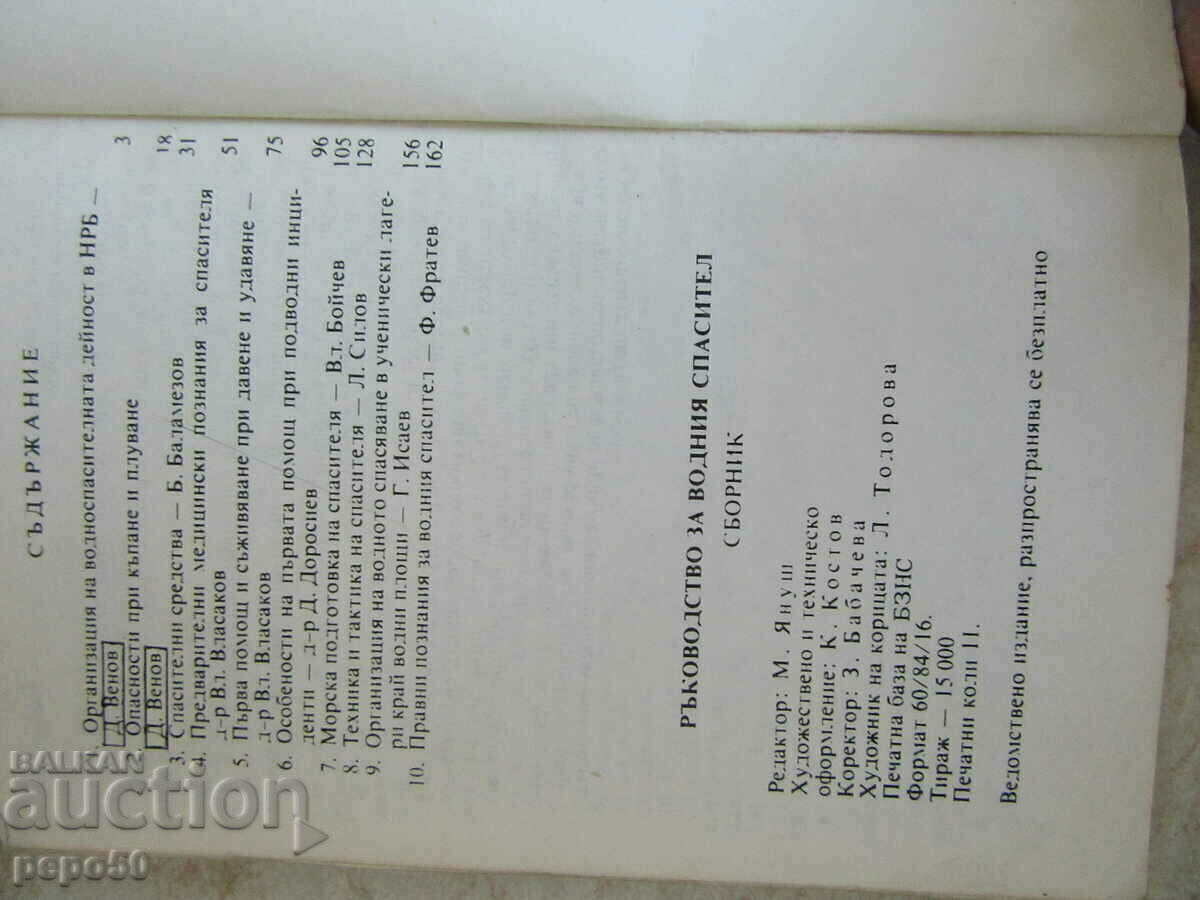 СЪДЪРЖАНИЕ
. Организация на водноспасителната дейност в НРБ —
Д. Венов 3
Опасности при къпане и плуване
Д. Венов 18
3. Спасителни средства — Б. Баламезов 31
4. Предварителни медицински познания за спасителя
д-р Вл. Власаков 51
5. Първа помощ и съживяване при давене и удавяне —
д-р Вл. Власаков 75
6. Особености на първата помощ при подводни инци-
денти — д-р Д. Доросиев 96
7. Морска подготовка на спасителя — Вл. Бойчев 105
8. Техника и тактика на спасителя — Л. Силов 128
9. Организация на водното спасяване в ученически лаге-
ри край водни площи — Г. Исаев 156
10. Правни познания за водния спасител — Ф. Фратев 162
РЪКОВОДСТВО ЗА ВОДНИЯ СПАСИТЕЛ
СБОРНИК
Редактор: М. Януш
Художествено и техническо
оформление: К. Костов
Коректор: З. Бабачева
Художник на корицата: Л. Тодорова
Печатна база на БЗНС
Формат 60/84/16.
Тираж — 15 000
Печатни коли 11.
Ведомствено издание, разпространява се безплатно
BALKAN
auction
pepo50